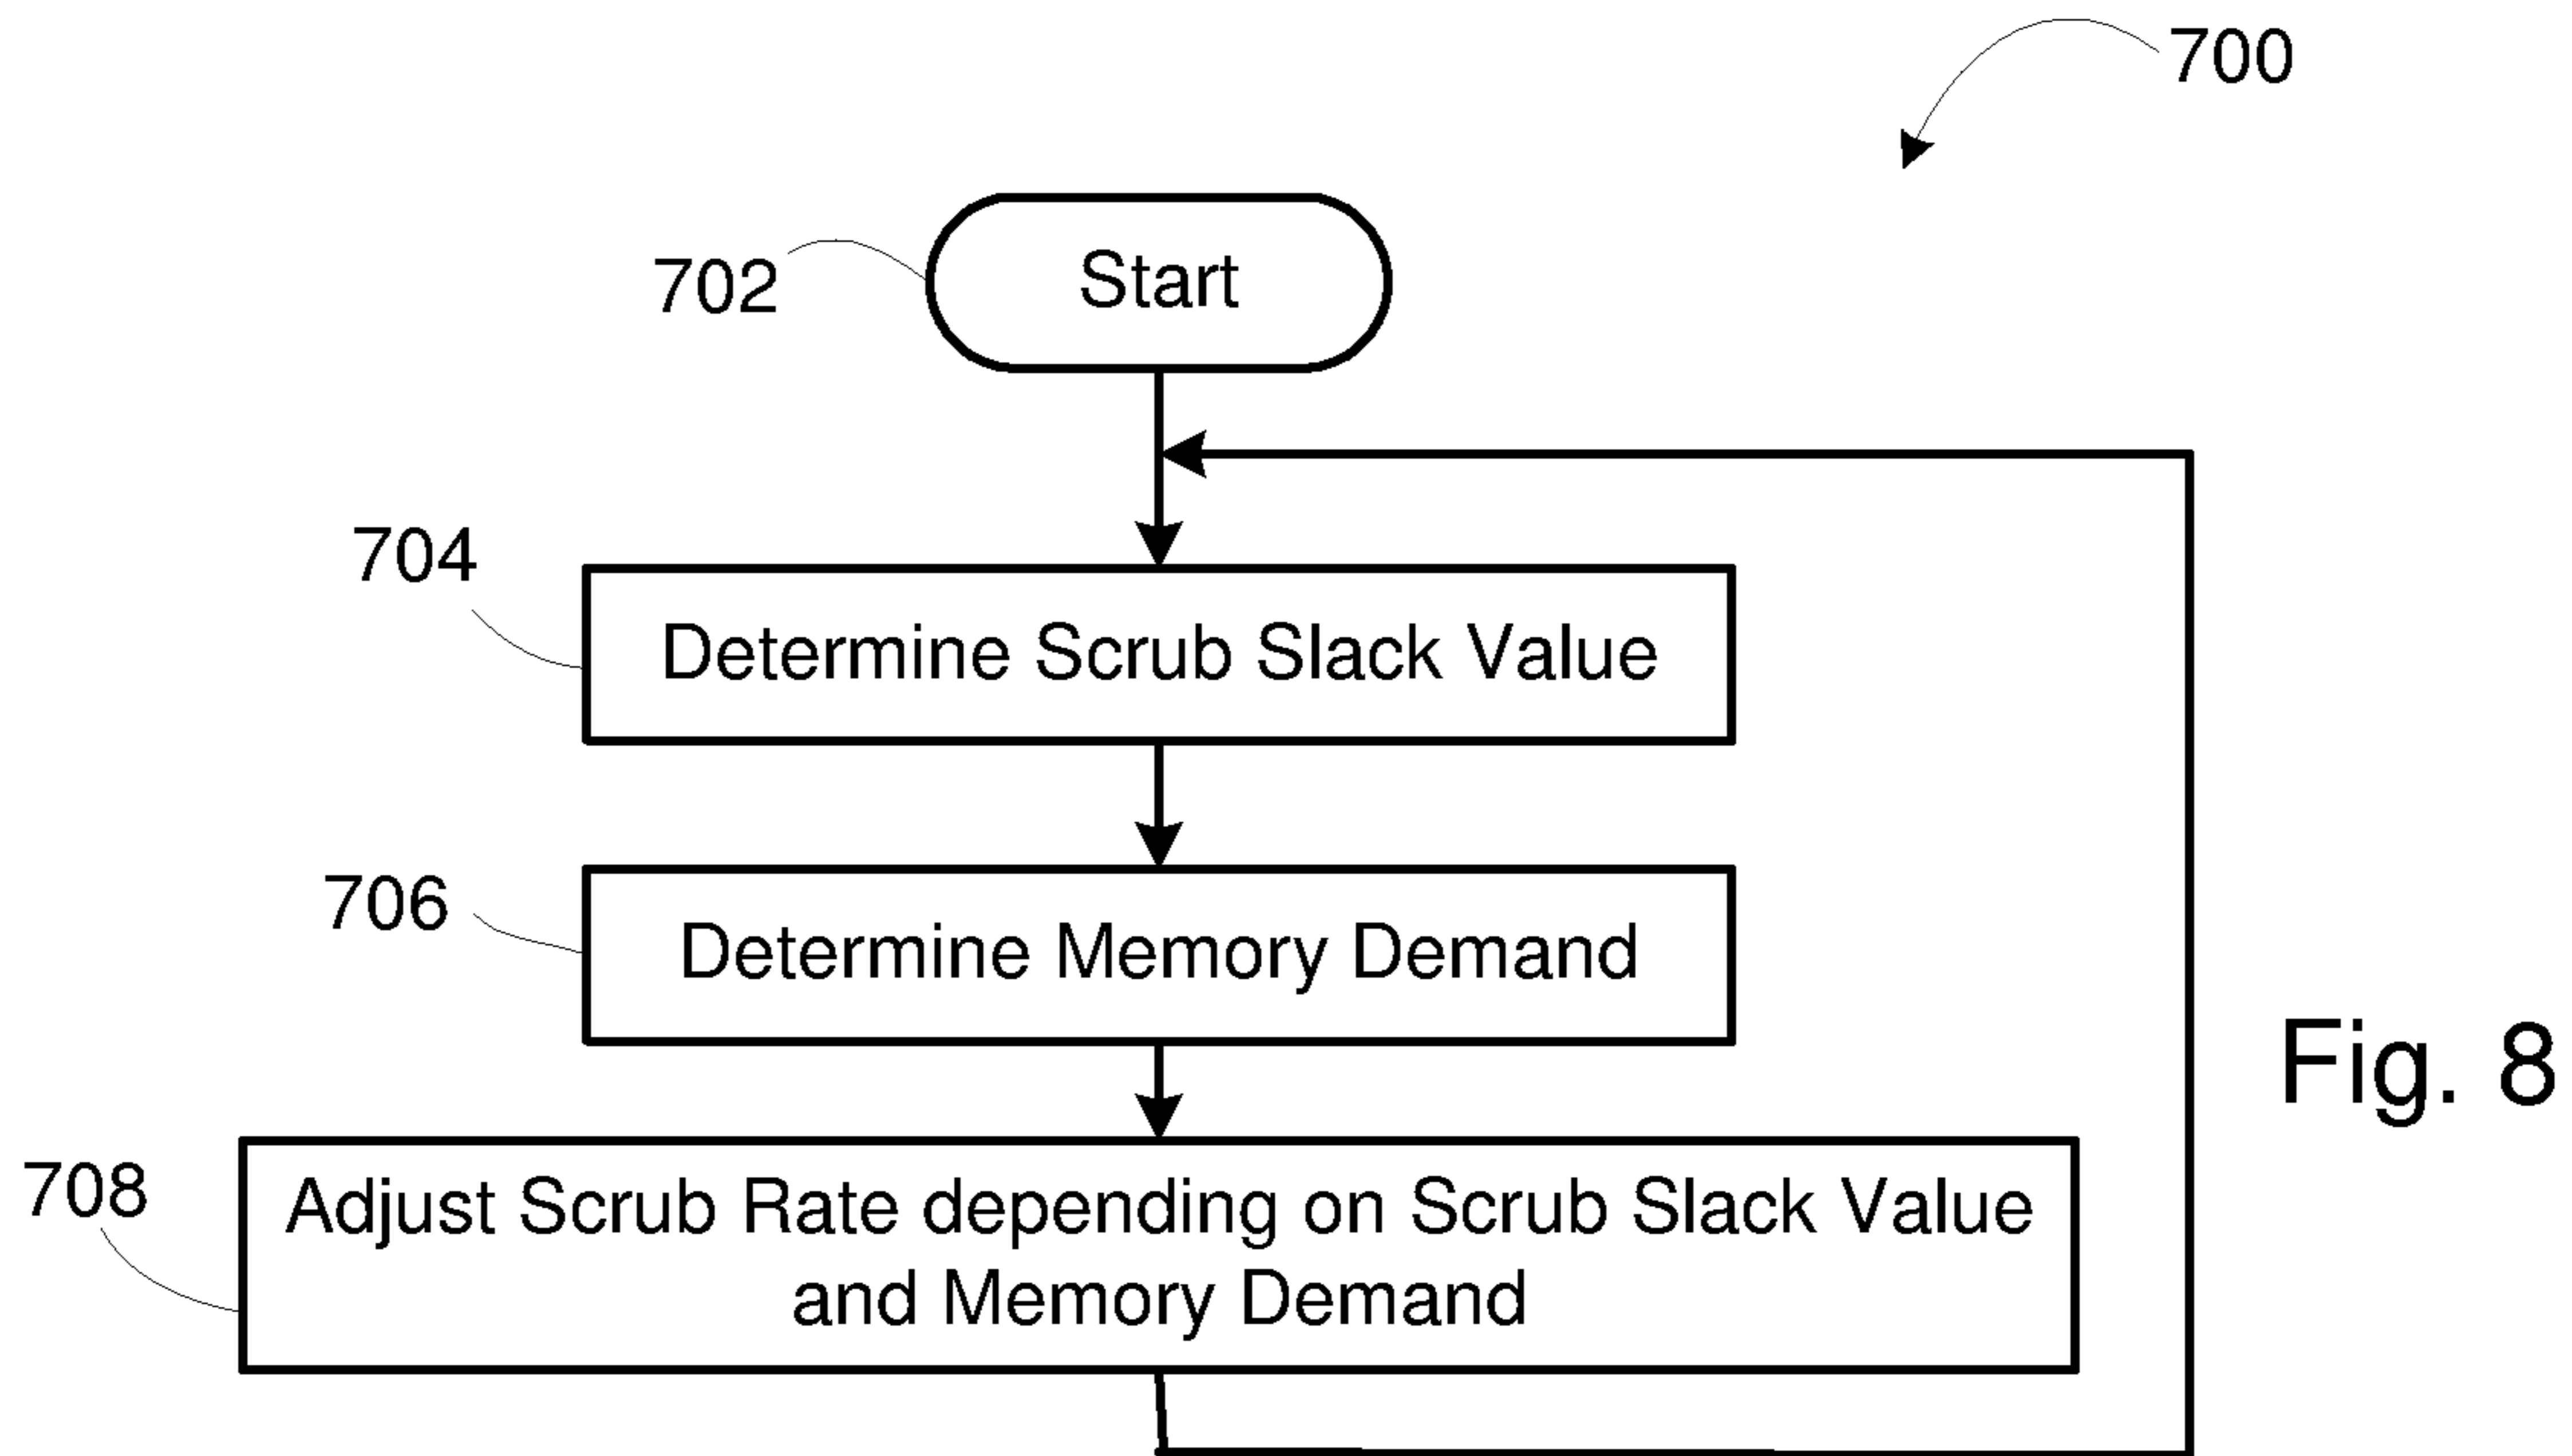 700
702
Start
704
Determine Scrub Slack Value
706
Determine Memory Demand
Fig. 8
708
Adjust Scrub Rate depending on Scrub Slack Value
and Memory Demand